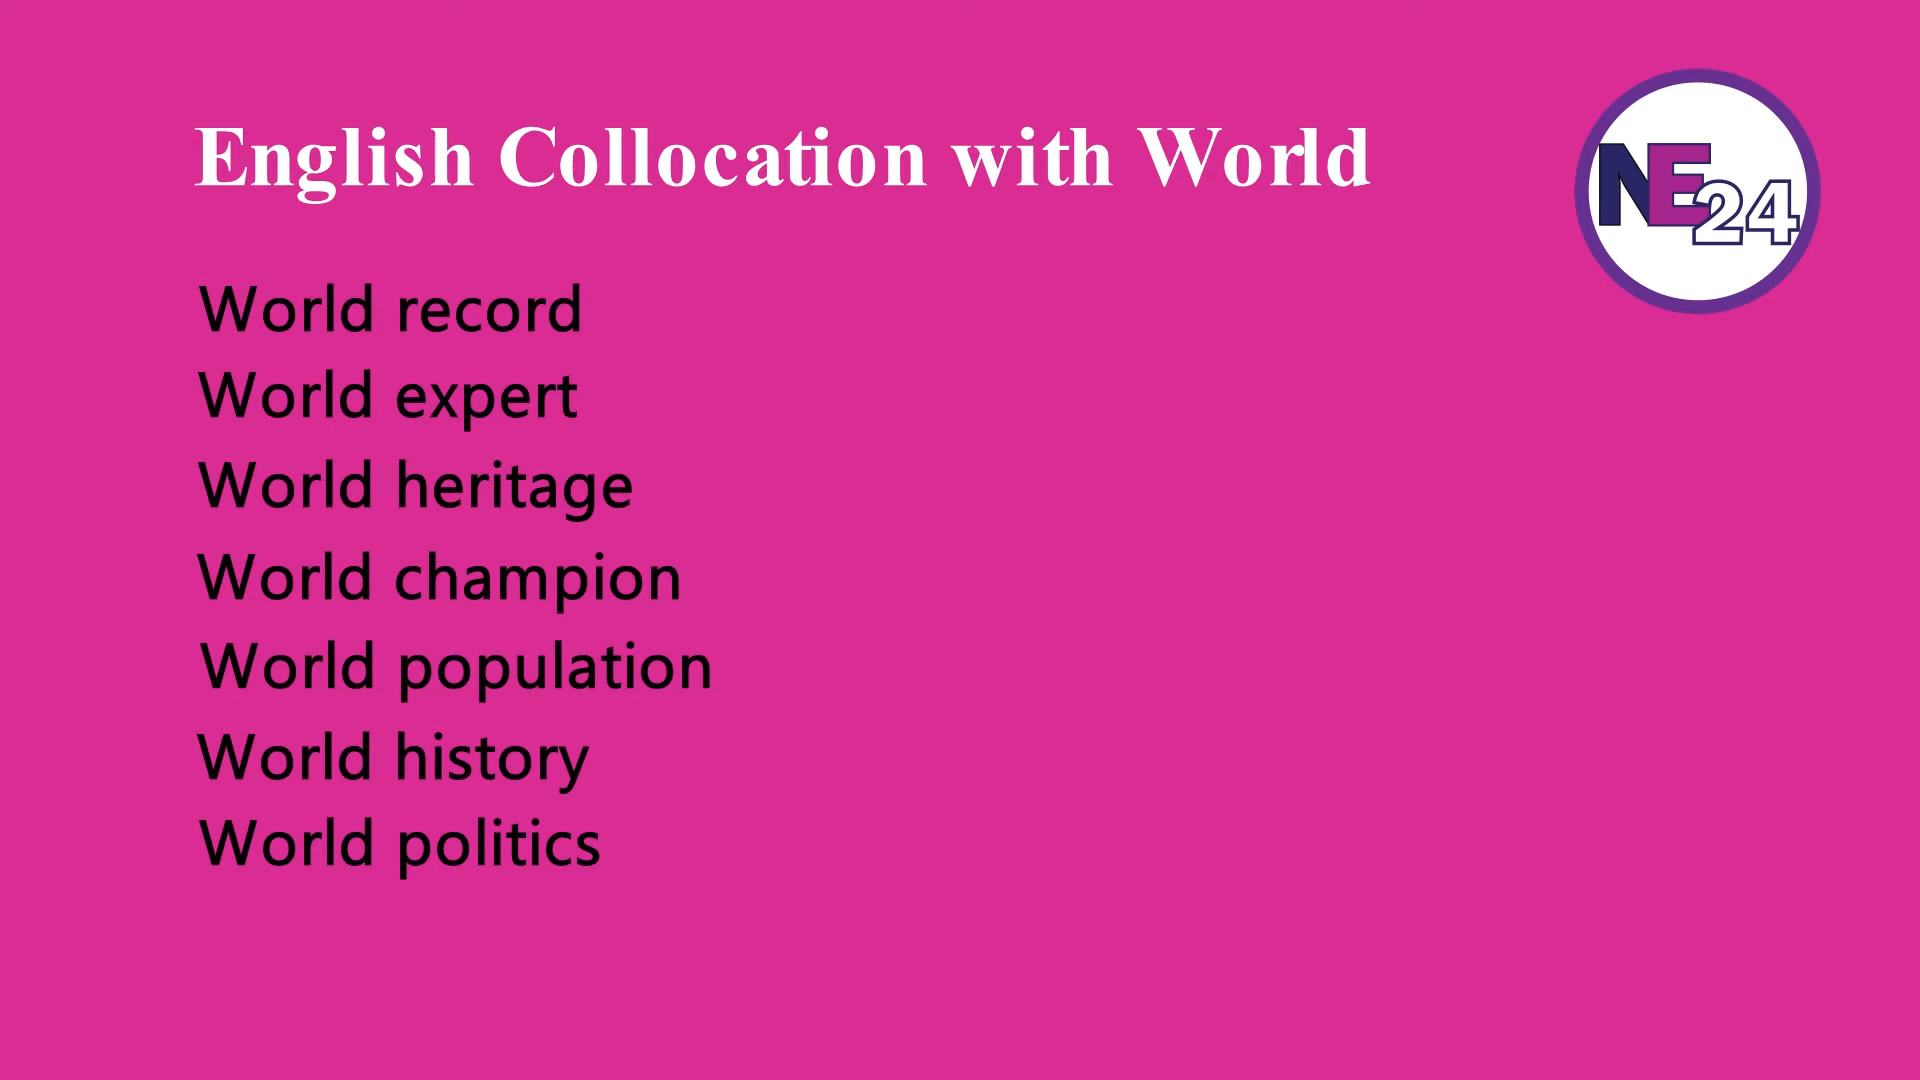 English Collocation with World
NE24
World record
World expert
World heritage
World champion
World population
World history
World politics